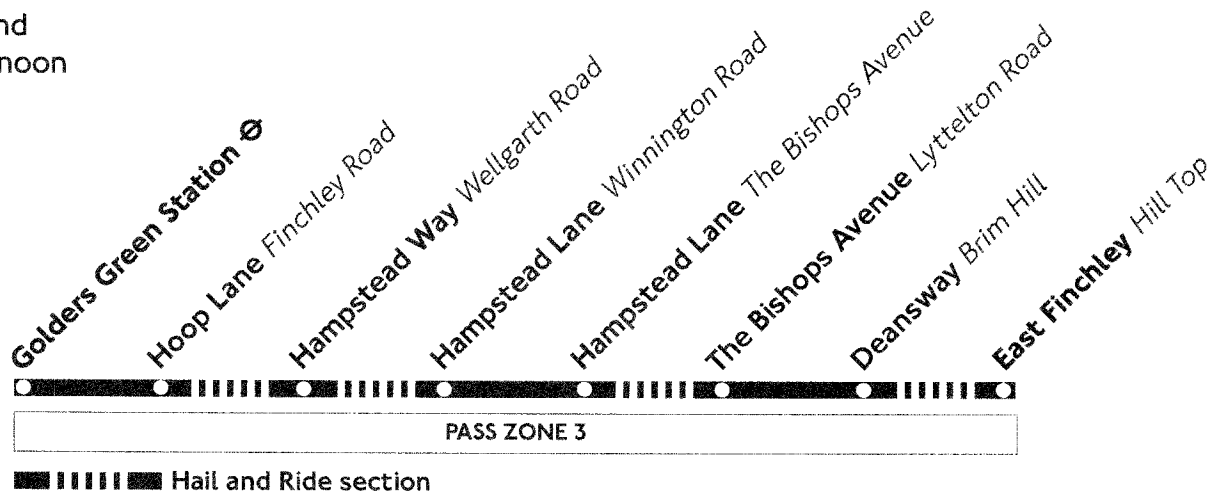 nd
noon
Golders Green Station
Hoop Lane Finchley Road
Hampstead Way Wellgarth Road
Hampstead Lane Winnington Road
Hampstead Lane The Bishops Avenue
The Bishops Avenue Lyttelton Road
Deansway Brim Hill
East Finchley Hill Top
PASS ZONE 3
Hail and Ride section